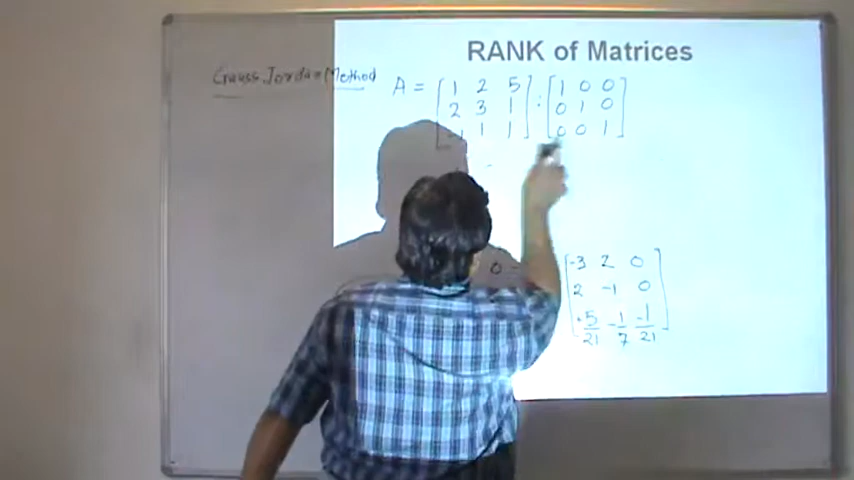 RANK of Matrices
Gauss Jordan Method
A = [1 2 5] : [1 0 0]
[2 3 1] [0 1 0]
[-1 1 1] [0 0 1]
[-3 2 0]
0 [2 -1 0]
[-5/21 -1/7 -1/21]